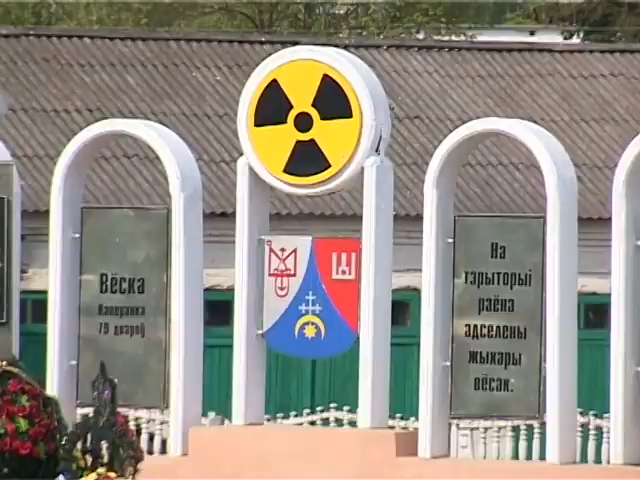 Вёска
79 двароў
На
тэрыторыі
раёна
адселены
жыхары
вёсак: